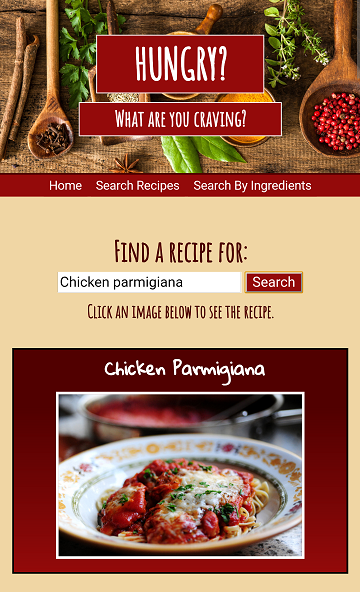 HUNGRY?
WHAT ARE YOU CRAVING?
Home Search Recipes Search By Ingredients
FIND A RECIPE FOR:
Chicken parmigiana Search
CLICK AN IMAGE BELOW TO SEE THE RECIPE.
Chicken Parmigiana